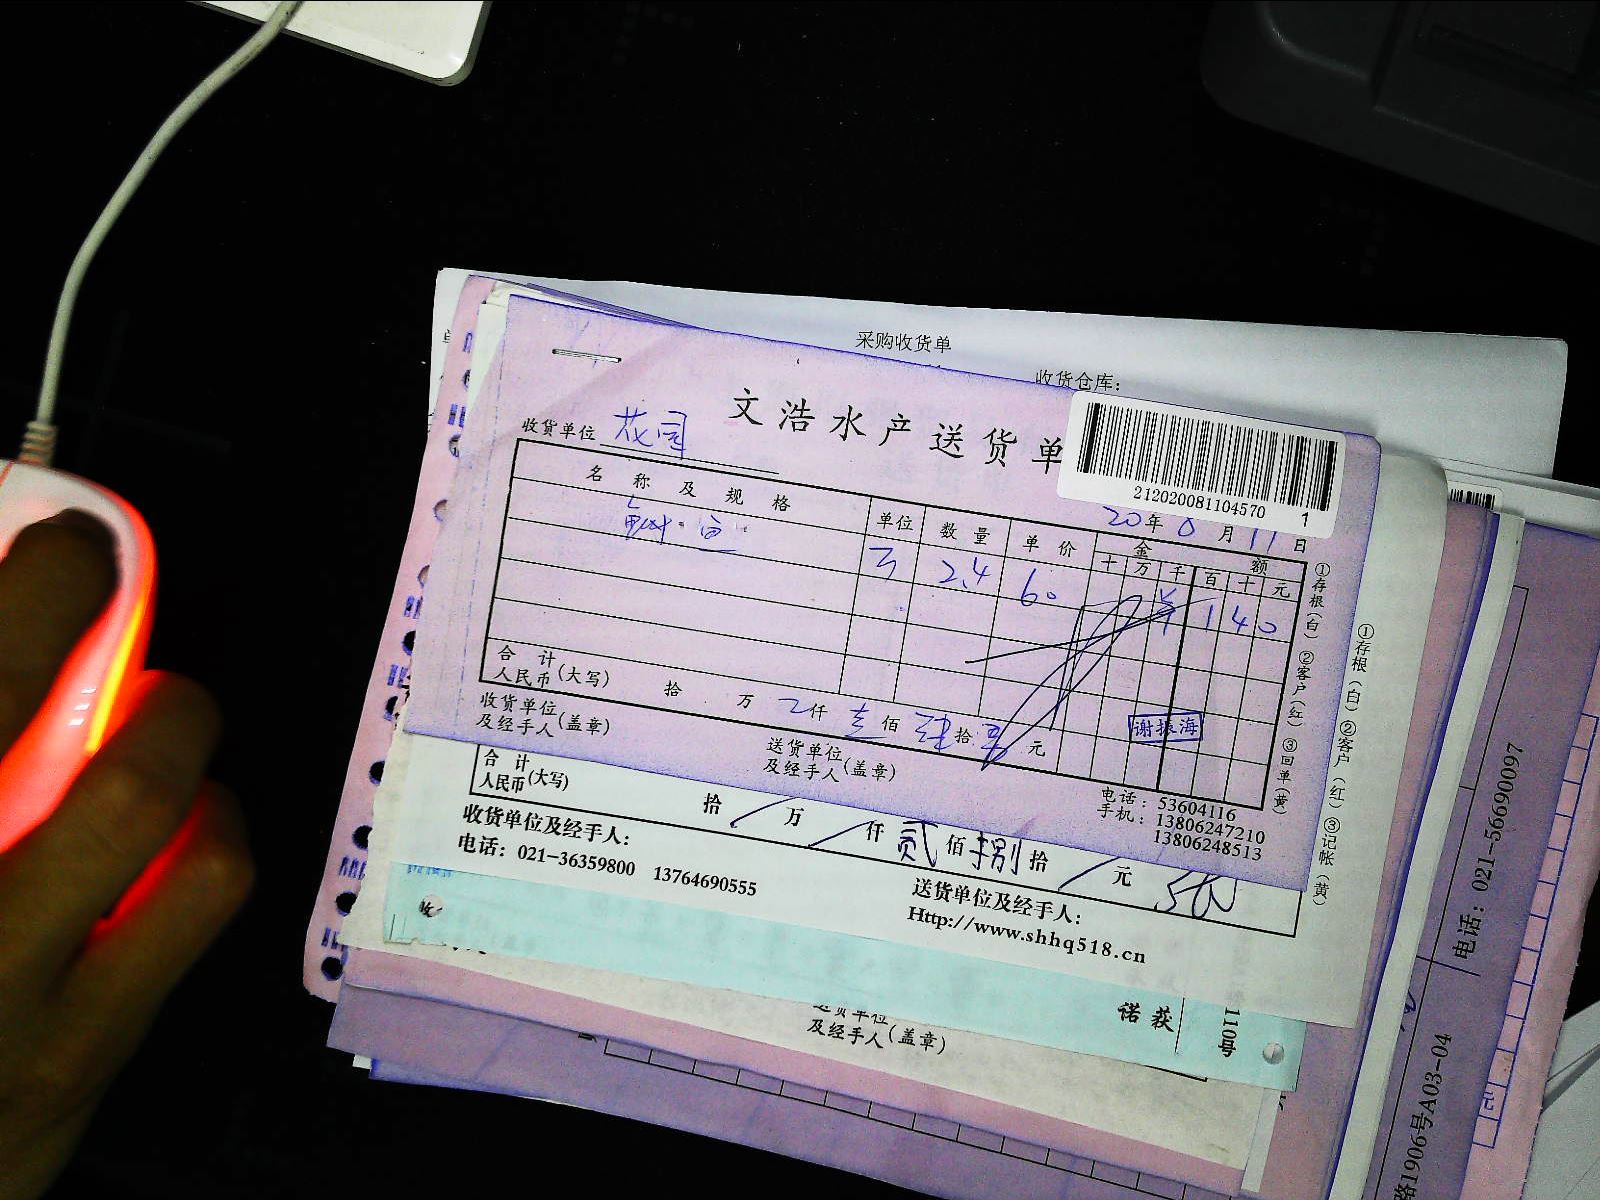 采购收货单
收货仓库：
文浩水产送货单
收货单位 花园
212020081104570 1
20年8月11日
名称及规格 单位 数量 单价 金额
十 万 千 百 十 元
2.4 60 ¥ 140
合计
人民币(大写) 拾 万 仟 壹 佰 肆 拾 零 元
谢振海
收货单位
及经手人(盖章)
送货单位
及经手人(盖章)
电话：53604116
手机：13806247210
13806248513
①存根(白) ②客户(红) ③回单(黄)
①存根(白) ②客户(红) ③记帐(黄)
合计
人民币(大写) 拾 万 仟 贰 佰 捌 拾 元
收货单位及经手人：
电话：021-36359800 13764690555
送货单位及经手人：
Http://www.shhq518.cn
诺获
110号
送货单位
及经手人(盖章)
电话：021-56690097
路1906号A03-04